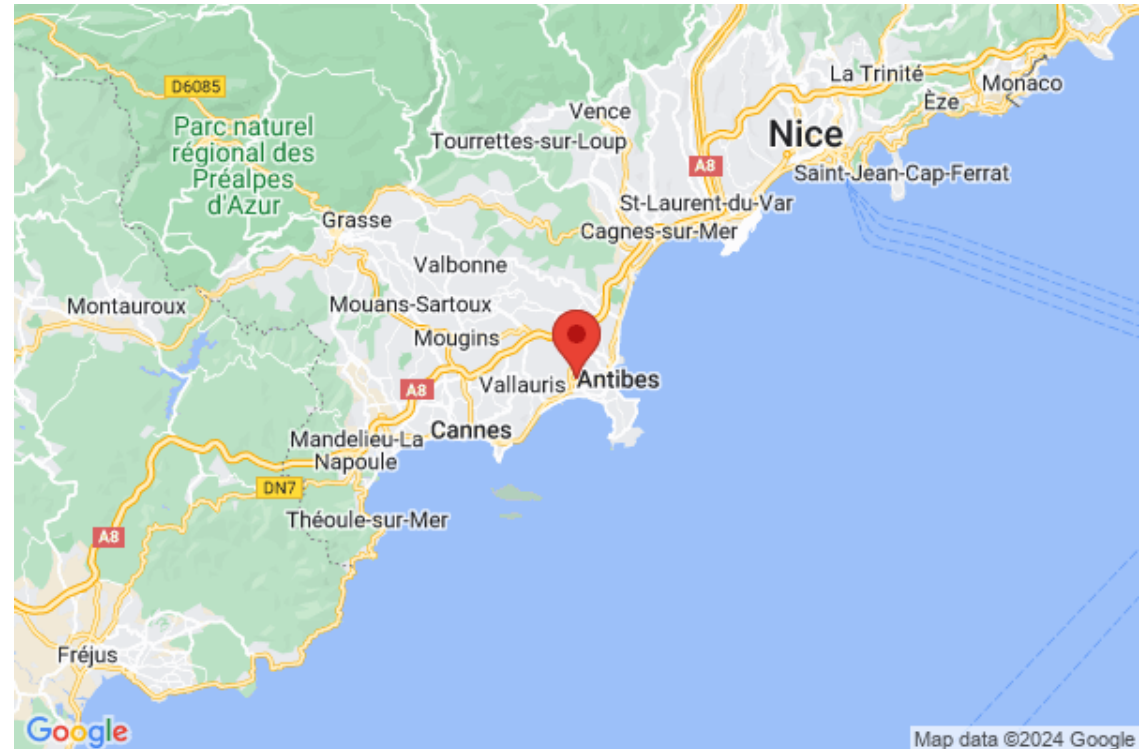 La Trinité
Monaco
D6085
Èze
Vence
Parc naturel
régional des
Préalpes
d'Azur
Tourrettes-sur-Loup
Nice
A8
Saint-Jean-Cap-Ferrat
St-Laurent-du-Var
Grasse
Cagnes-sur-Mer
Valbonne
Montauroux
Mouans-Sartoux
Mougins
Vallauris
Antibes
A8
Cannes
Mandelieu-La
Napoule
DN7
Théoule-sur-Mer
A8
Fréjus
Google
Map data ©2024 Google